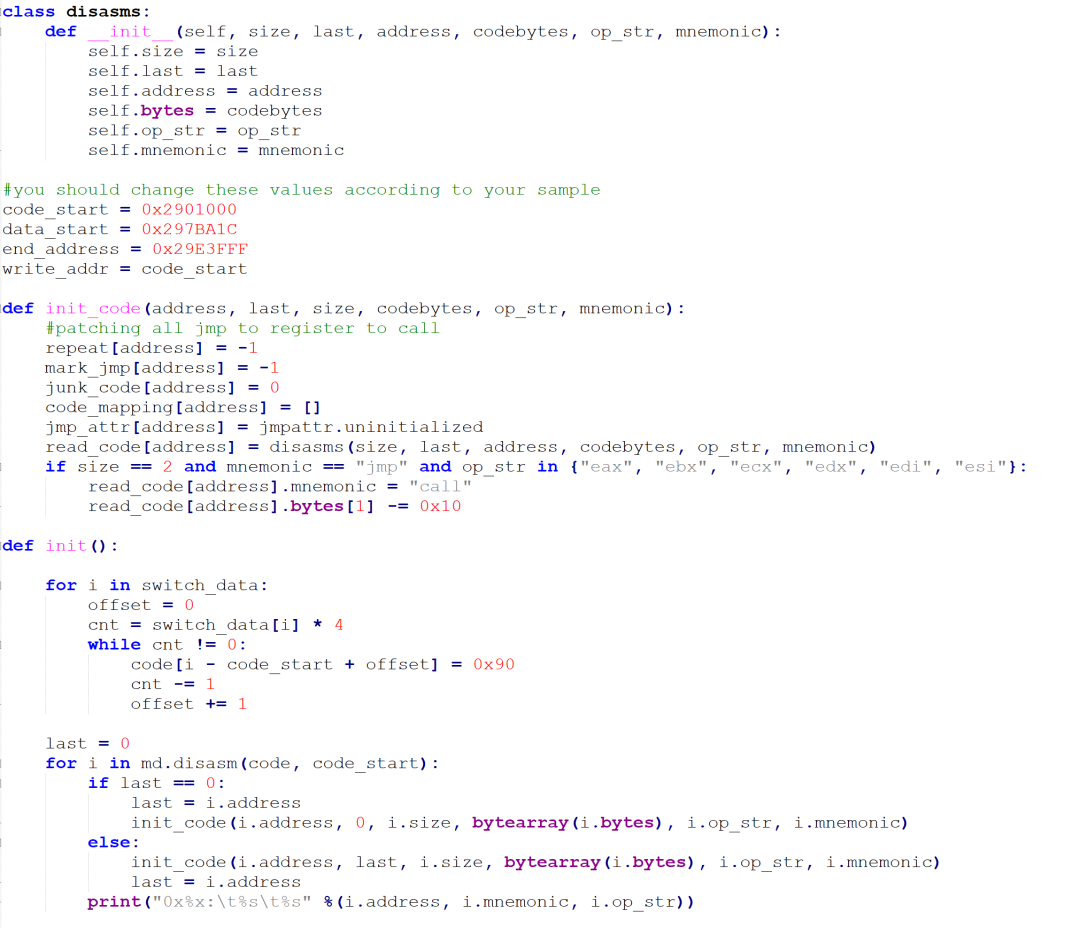 class disasms:
    def __init__(self, size, last, address, codebytes, op_str, mnemonic):
        self.size = size
        self.last = last
        self.address = address
        self.bytes = codebytes
        self.op_str = op_str
        self.mnemonic = mnemonic

#you should change these values according to your sample
code_start = 0x2901000
data_start = 0x297BA1C
end_address = 0x29E3FFF
write_addr = code_start

def init_code(address, last, size, codebytes, op_str, mnemonic):
    #patching all jmp to register to call
    repeat[address] = -1
    mark_jmp[address] = -1
    junk_code[address] = 0
    code_mapping[address] = []
    jmp_attr[address] = jmpattr.uninitialized
    read_code[address] = disasms(size, last, address, codebytes, op_str, mnemonic)
    if size == 2 and mnemonic == "jmp" and op_str in {"eax", "ebx", "ecx", "edx", "edi", "esi"}:
        read_code[address].mnemonic = "call"
        read_code[address].bytes[1] -= 0x10

def init():

    for i in switch_data:
        offset = 0
        cnt = switch_data[i] * 4
        while cnt != 0:
            code[i - code_start + offset] = 0x90
            cnt -= 1
            offset += 1

    last = 0
    for i in md.disasm(code, code_start):
        if last == 0:
            last = i.address
            init_code(i.address, 0, i.size, bytearray(i.bytes), i.op_str, i.mnemonic)
        else:
            init_code(i.address, last, i.size, bytearray(i.bytes), i.op_str, i.mnemonic)
            last = i.address
        print("0x%x:\t%s\t%s" %(i.address, i.mnemonic, i.op_str))